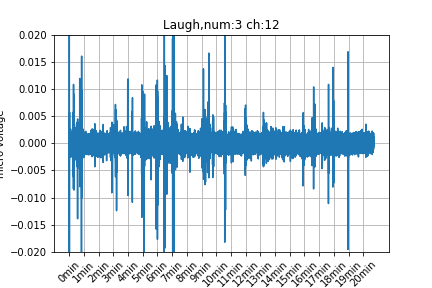 Laugh,num:3 ch:12
0.020
0.015
0.010
0.005
0.000
−0.005
−0.010
−0.015
−0.020
micro voltage
0min
1min
2min
3min
4min
5min
6min
7min
8min
9min
10min
11min
12min
13min
14min
15min
16min
17min
18min
19min
20min